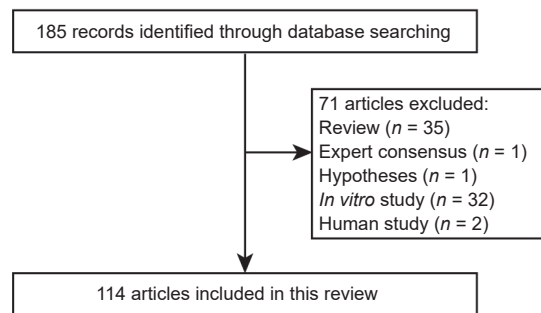 185 records identified through database searching
71 articles excluded:
Review (n = 35)
Expert consensus (n = 1)
Hypotheses (n = 1)
In vitro study (n = 32)
Human study (n = 2)
114 articles included in this review